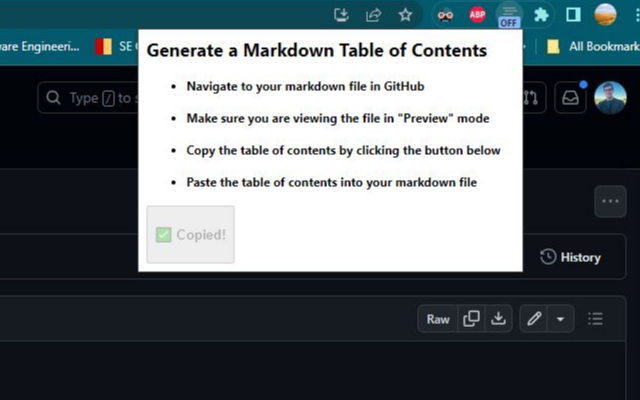 ABP
OFF
ware Engineeri...
SE
All Bookmark
Generate a Markdown Table of Contents
• Navigate to your markdown file in GitHub
• Make sure you are viewing the file in "Preview" mode
• Copy the table of contents by clicking the button below
• Paste the table of contents into your markdown file
✅ Copied!
Type / to s
History
Raw